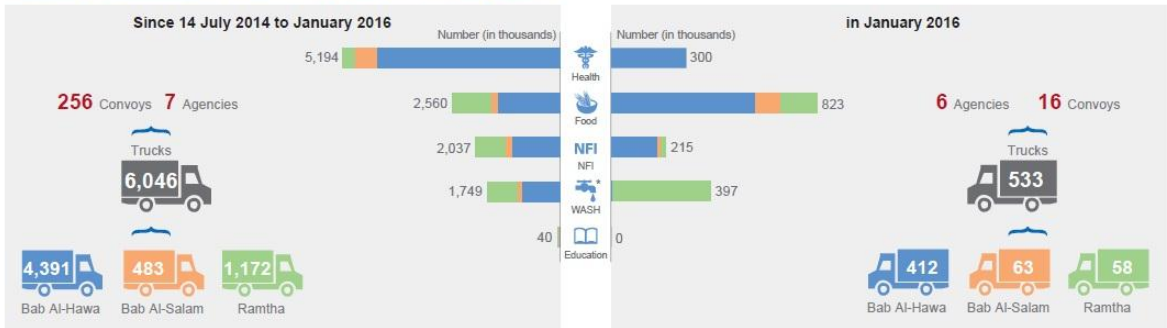 Since 14 July 2014 to January 2016
in January 2016
Number (in thousands)
Number (in thousands)
5,194
Health
300
256 Convoys 7 Agencies
2,560
Food
823
6 Agencies 16 Convoys
Trucks
6,046
2,037
NFI
NFI
215
Trucks
533
1,749
*
WASH
397
40
Education
0
4,391
483
1,172
412
63
58
Bab Al-Hawa
Bab Al-Salam
Ramtha
Bab Al-Hawa
Bab Al-Salam
Ramtha